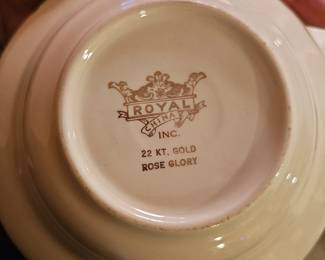 ROYAL
CHINA
INC.
22 KT. GOLD
ROSE GLORY